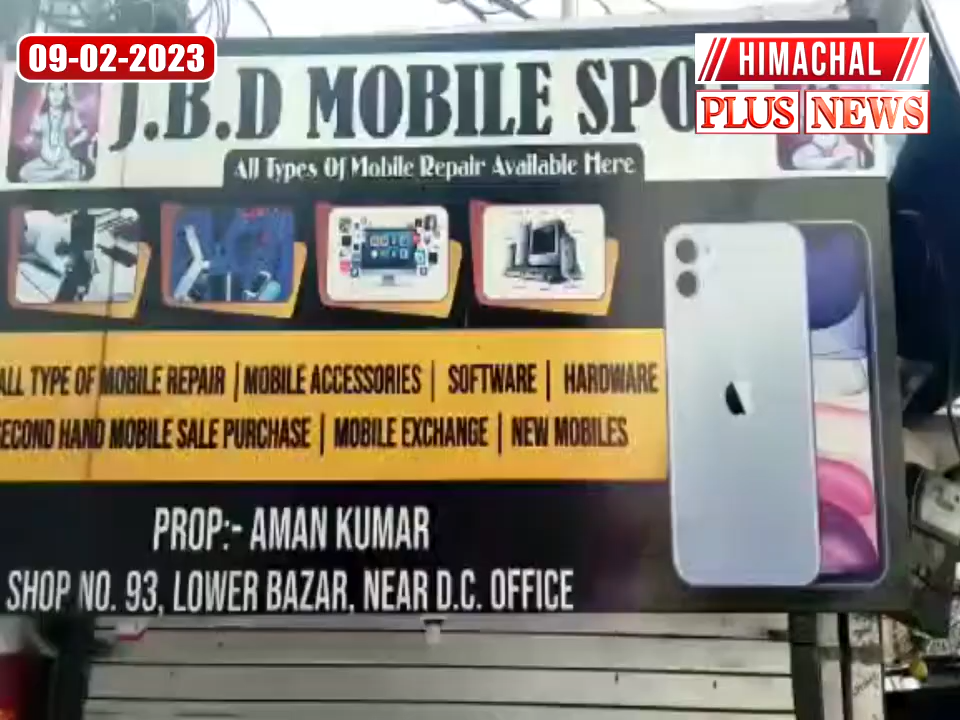 09-02-2023
HIMACHAL
PLUS NEWS
J.B.D MOBILE
All Types Of Mobile Repair Available Here
ALL TYPE OF MOBILE REPAIR | MOBILE ACCESSORIES | SOFTWARE | HARDWARE
SECOND HAND MOBILE SALE PURCHASE | MOBILE EXCHANGE | NEW MOBILES
PROP:- AMAN KUMAR
SHOP NO. 93, LOWER BAZAR, NEAR D.C. OFFICE